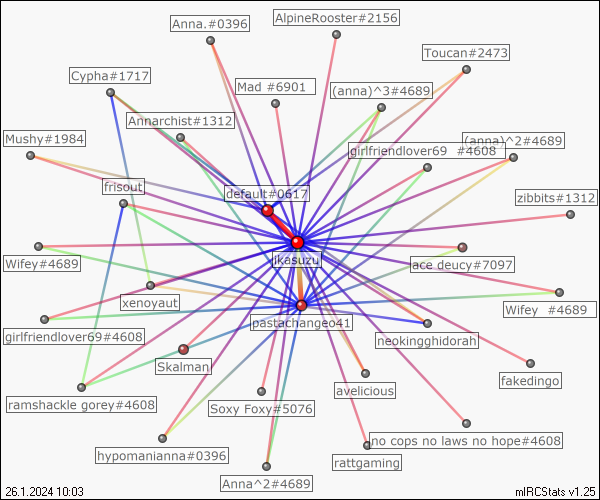 AlpineRooster#2156
Anna.#0396
Toucan#2473
Cypha#1717
Mad #6901
(anna)^3#4689
Annarchist#1312
Mushy#1984
(anna)^2#4689
girlfriendlover69 #4608
frisout
default#0617
zibbits#1312
jikasuzu
Wifey#4689
ace deucy#7097
xenoyaut
Wifey #4689
pastachangeo41
girlfriendlover69#4608
neokingghidorah
Skalman
fakedingo
avelicious
ramshackle gorey#4608
Soxy Foxy#5076
no cops no laws no hope#4608
hypomanianna#0396
rattgaming
Anna^2#4689
26.1.2024 10:03
mIRCStats v1.25